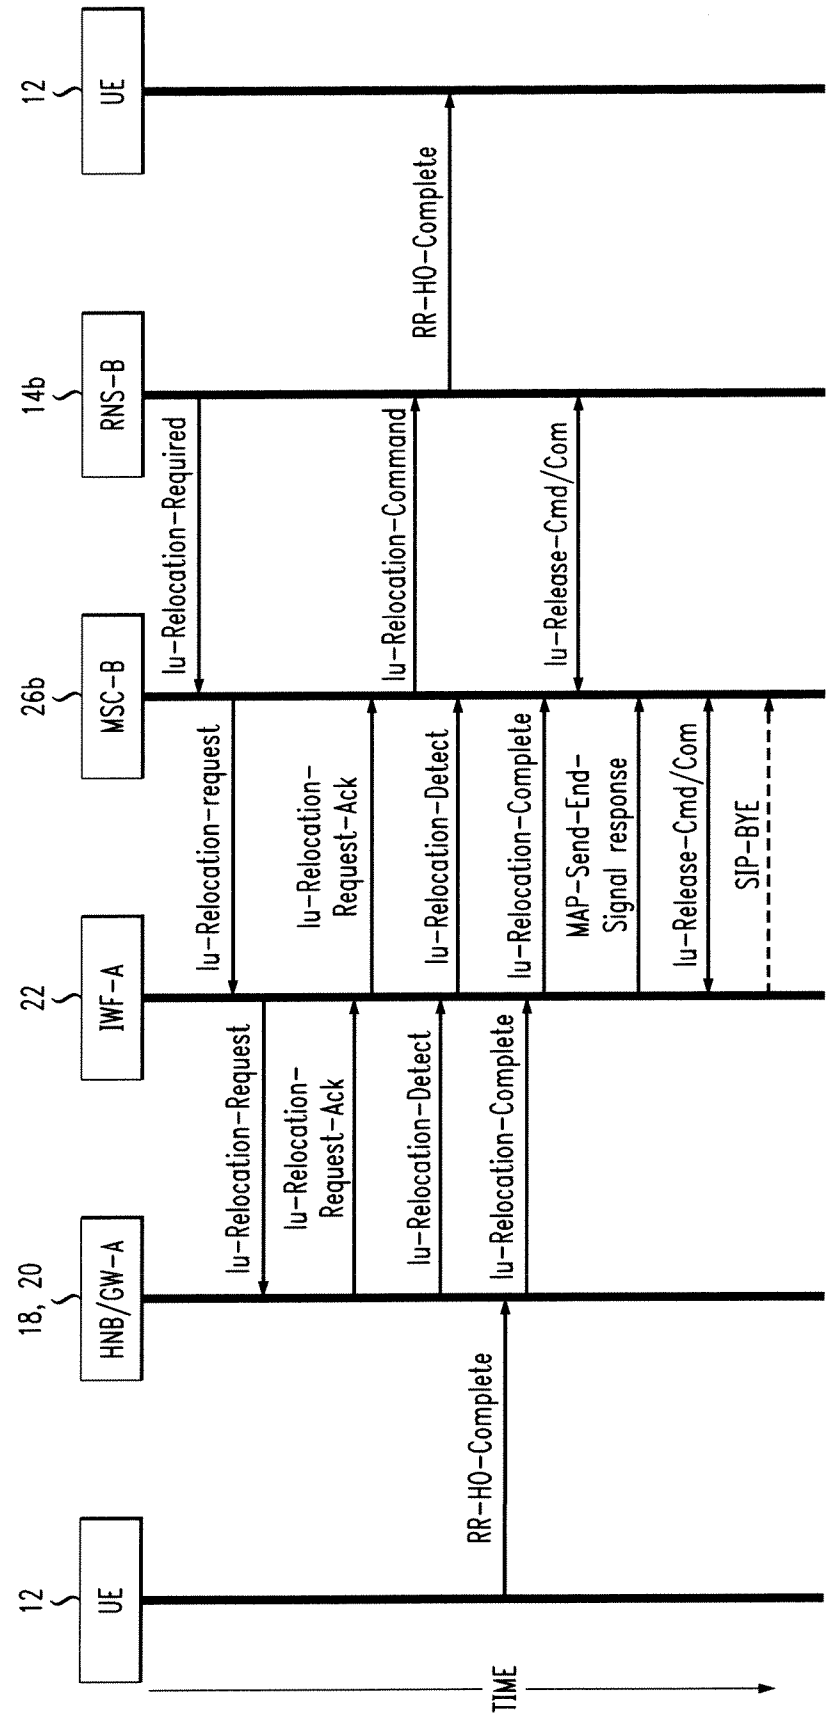 12
UE
18, 20
HNB/GW-A
22
IWF-A
26b
MSC-B
14b
RNS-B
12
UE
TIME
Iu-Relocation-Required
Iu-Relocation-request
Iu-Relocation-Request
Iu-Relocation-
Request-Ack
Iu-Relocation-
Request-Ack
Iu-Relocation-Command
Iu-Relocation-Detect
RR-HO-Complete
Iu-Relocation-Detect
RR-HO-Complete
Iu-Relocation-Complete
Iu-Relocation-Complete
Iu-Release-Cmd/Com
MAP-Send-End-
Signal response
Iu-Release-Cmd/Com
SIP-BYE